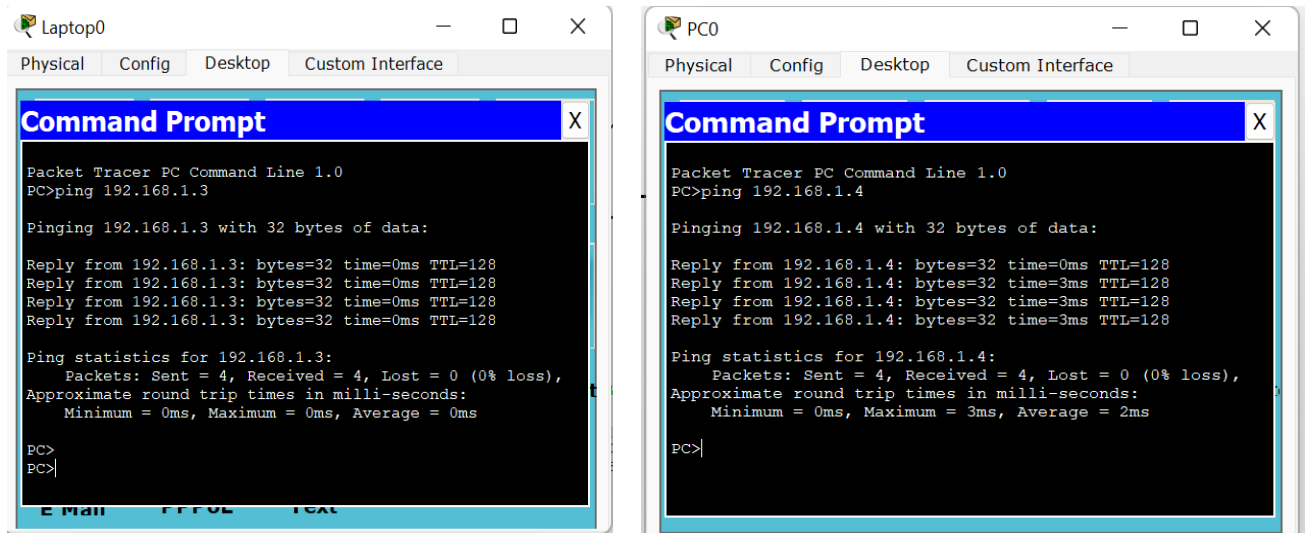 Laptop0
Physical Config Desktop Custom Interface
Command Prompt
X
Packet Tracer PC Command Line 1.0
PC>ping 192.168.1.3
Pinging 192.168.1.3 with 32 bytes of data:
Reply from 192.168.1.3: bytes=32 time=0ms TTL=128
Reply from 192.168.1.3: bytes=32 time=0ms TTL=128
Reply from 192.168.1.3: bytes=32 time=0ms TTL=128
Reply from 192.168.1.3: bytes=32 time=0ms TTL=128
Ping statistics for 192.168.1.3:
Packets: Sent = 4, Received = 4, Lost = 0 (0% loss),
Approximate round trip times in milli-seconds:
Minimum = 0ms, Maximum = 0ms, Average = 0ms
PC>
PC>
E Mail PPPoE Text
PC0
Physical Config Desktop Custom Interface
Command Prompt
X
Packet Tracer PC Command Line 1.0
PC>ping 192.168.1.4
Pinging 192.168.1.4 with 32 bytes of data:
Reply from 192.168.1.4: bytes=32 time=0ms TTL=128
Reply from 192.168.1.4: bytes=32 time=3ms TTL=128
Reply from 192.168.1.4: bytes=32 time=3ms TTL=128
Reply from 192.168.1.4: bytes=32 time=3ms TTL=128
Ping statistics for 192.168.1.4:
Packets: Sent = 4, Received = 4, Lost = 0 (0% loss),
Approximate round trip times in milli-seconds:
Minimum = 0ms, Maximum = 3ms, Average = 2ms
PC>